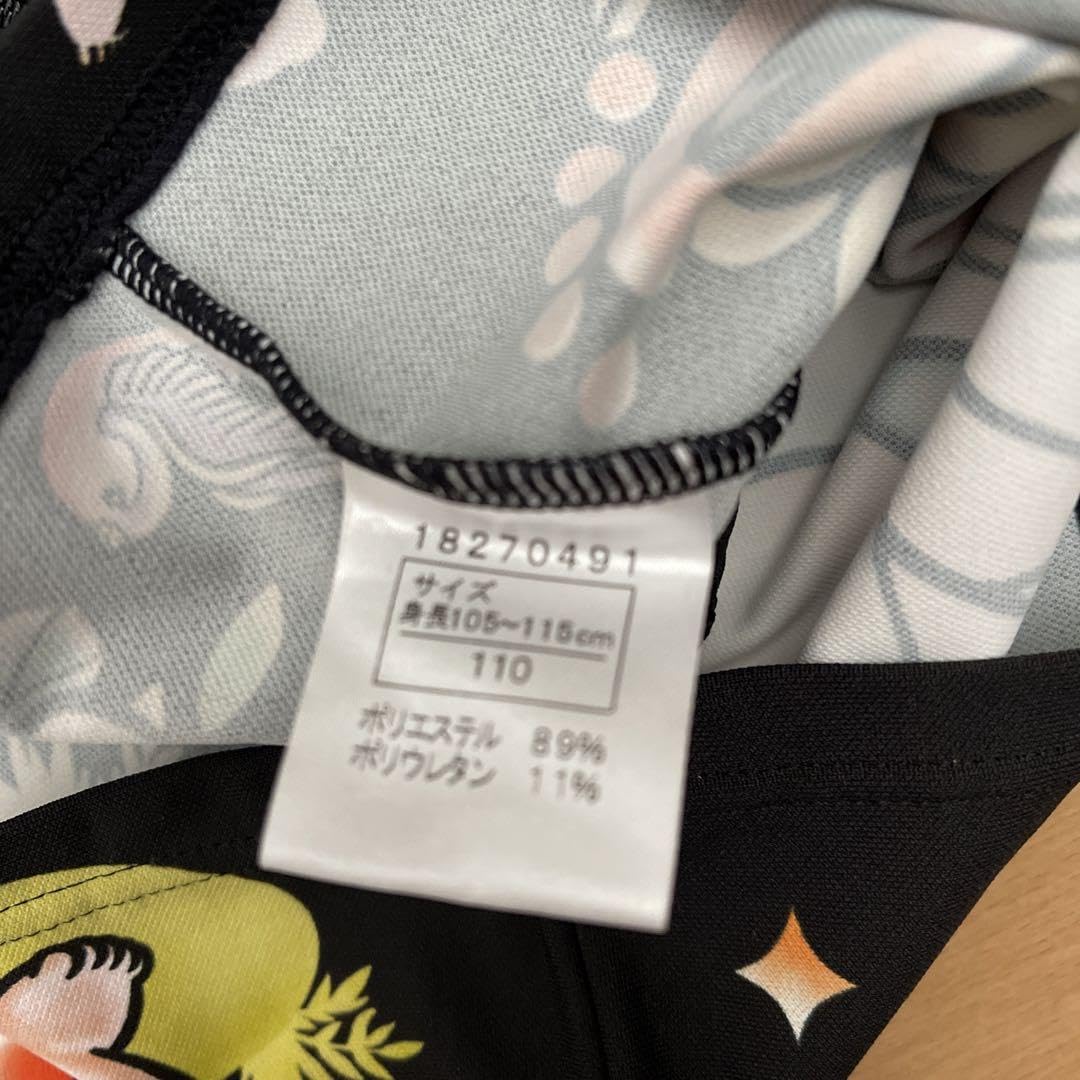 18270491
サイズ
身長105~115cm
110
ポリエステル 89%
ポリウレタン 11%